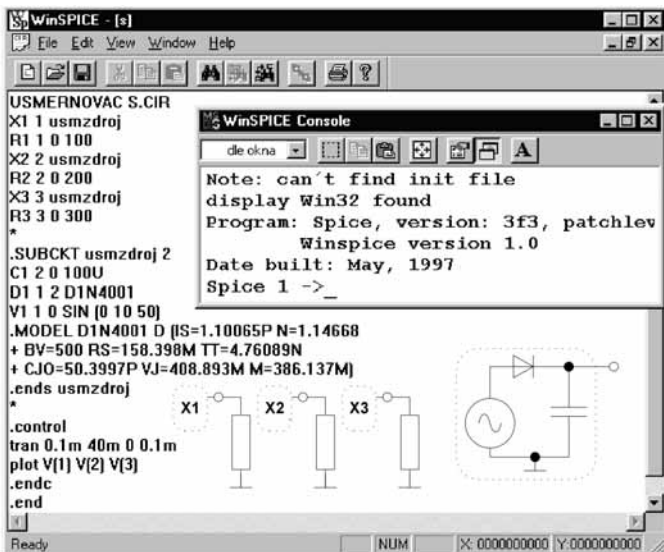 WinSPICE - [s]
File Edit View Window Help
USMERNOVAC S.CIR
X1 1 usmzdroj
R1 1 0 100
X2 2 usmzdroj
R2 2 0 200
X3 3 usmzdroj
R3 3 0 300
*
.SUBCKT usmzdroj 2
C1 2 0 100U
D1 1 2 D1N4001
V1 1 0 SIN (0 10 50)
.MODEL D1N4001 D (IS=1.10065P N=1.14668
+ BV=500 RS=158.398M TT=4.76089N
+ CJO=50.3997P VJ=408.893M M=386.137M)
.ends usmzdroj
*
.control
tran 0.1m 40m 0 0.1m
plot V(1) V(2) V(3)
.endc
.end
WinSPICE Console
dle okna
A
Note: can´t find init file
display Win32 found
Program: Spice, version: 3f3, patchlev
Winspice version 1.0
Date built: May, 1997
Spice 1 ->_
X1 X2 X3
Ready NUM X: 0000000000 Y:0000000000